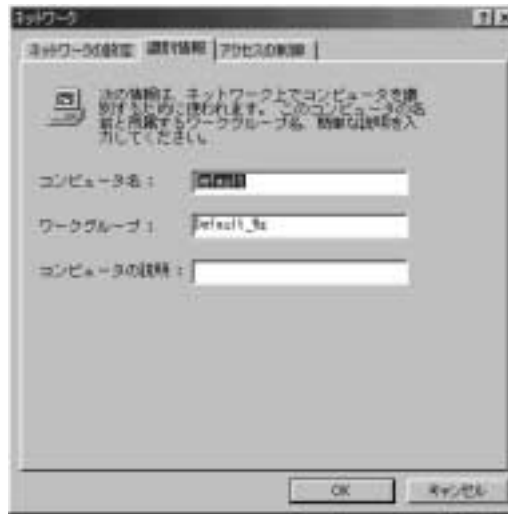 ネットワーク
ネットワークの設定 識別情報 アクセスの制御
次の情報は、ネットワーク上でコンピュータを識
別するために使われます。このコンピュータの名
前と所属するワークグループ名、簡単な説明を入
力してください。
コンピュータ名：
Default
ワークグループ：
コンピュータの説明：
OK キャンセル